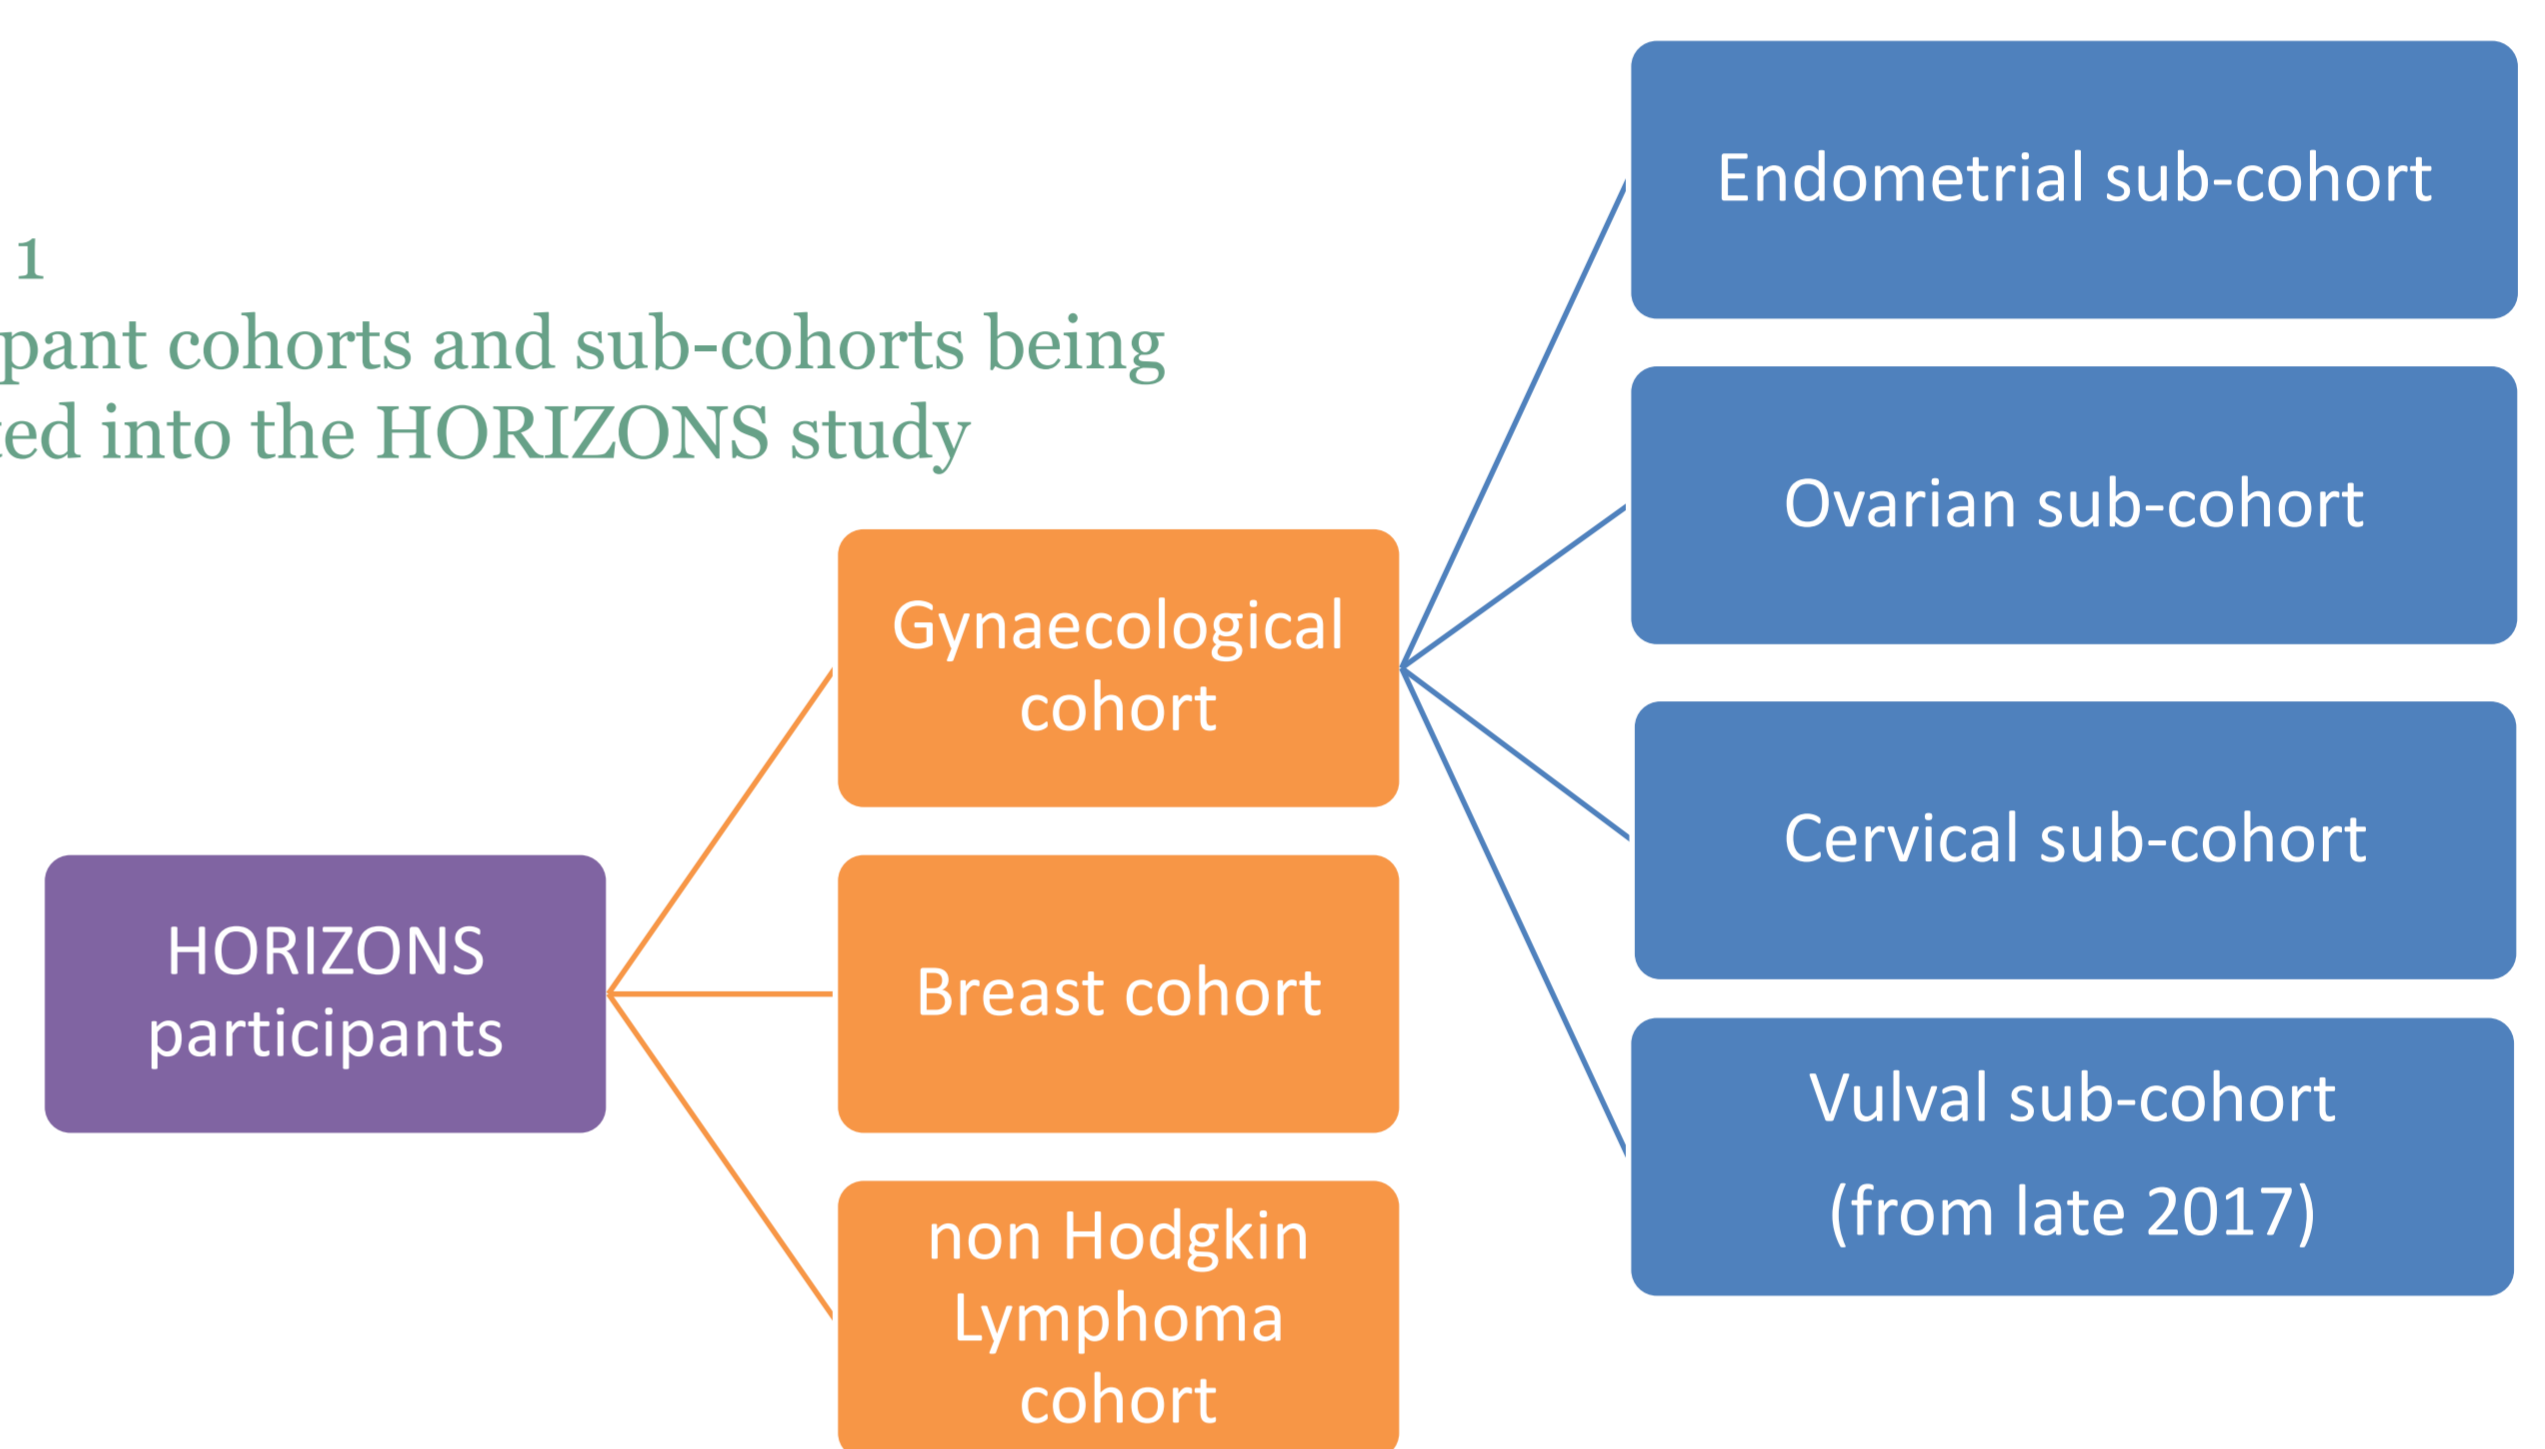 1
pant cohorts and sub-cohorts being
ted into the HORIZONS study
HORIZONS
participants
Gynaecological
cohort
Breast cohort
non Hodgkin
Lymphoma
cohort
Endometrial sub-cohort
Ovarian sub-cohort
Cervical sub-cohort
Vulval sub-cohort
(from late 2017)